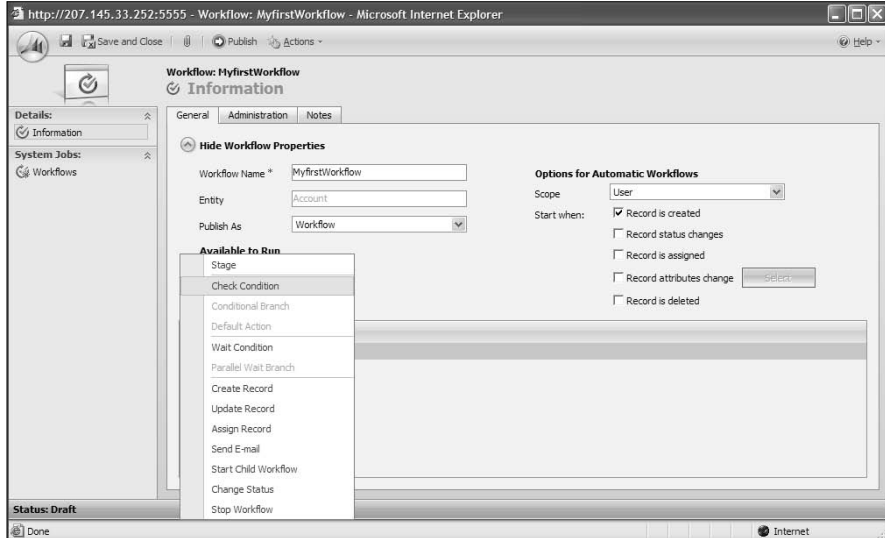 http://207.145.33.252:5555 - Workflow: MyfirstWorkflow - Microsoft Internet Explorer
Save and Close Publish Actions Help
Workflow: MyfirstWorkflow
Information
Details:
Information
System Jobs:
Workflows
General Administration Notes
Hide Workflow Properties
Workflow Name * MyfirstWorkflow
Entity Account
Publish As Workflow
Available to Run
Options for Automatic Workflows
Scope User
Start when: Record is created
Record status changes
Record is assigned
Record attributes change Select
Record is deleted
Stage
Check Condition
Conditional Branch
Default Action
Wait Condition
Parallel Wait Branch
Create Record
Update Record
Assign Record
Send E-mail
Start Child Workflow
Change Status
Stop Workflow
Status: Draft
Done Internet